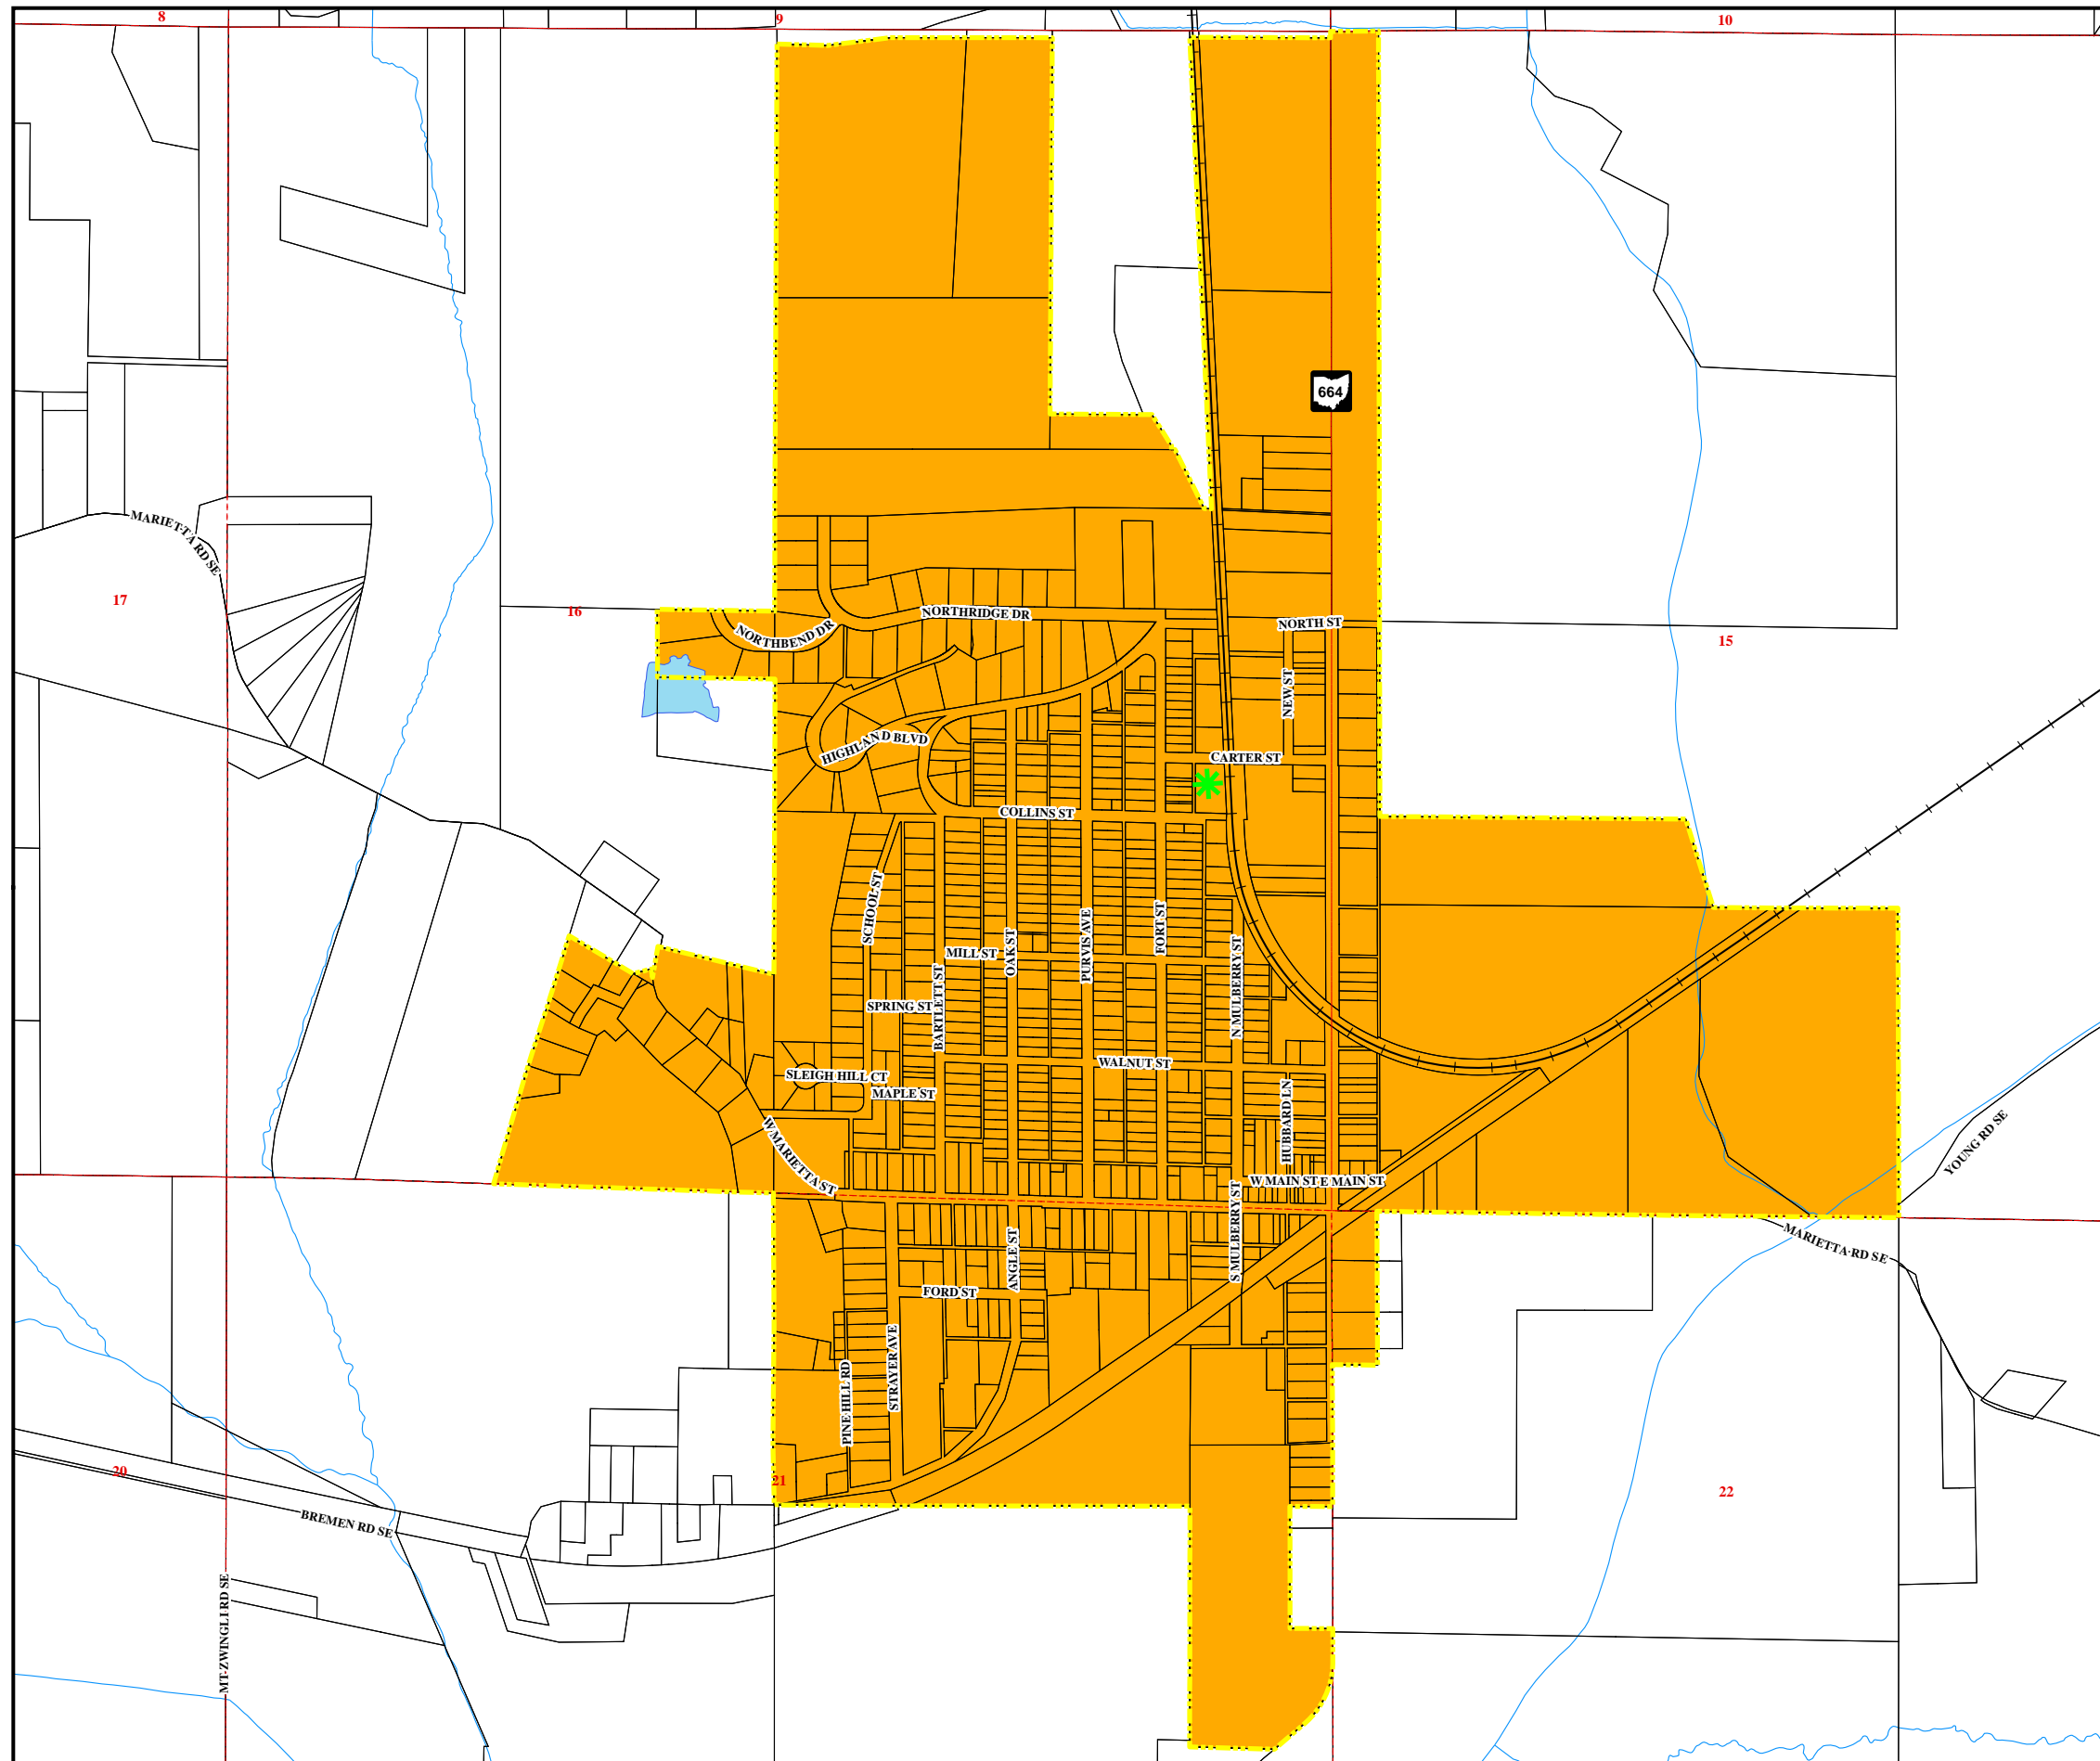 8
9
10
664
MARIETTA RD SE
17
16
NORTHRIDGE DR
NORTHBEND DR
NORTH ST
15
NEW ST
HIGHLAND BLVD
CARTER ST
COLLINS ST
SCHOOL ST
MILL ST
OAK ST
PURVIS AVE
FORT ST
N MULBERRY ST
SPRING ST
BARTLETT ST
WALNUT ST
SLEIGH HILL CT
MAPLE ST
HUBBARD LN
YOUNG RD SE
W MARIETTA ST
W MAIN ST
E MAIN ST
S MULBERRY ST
MARIETTA RD SE
ANGLE ST
FORD ST
STRAYER AVE
PINE HILL RD
20
21
22
BREMEN RD SE
MT ZWINGLI RD SE